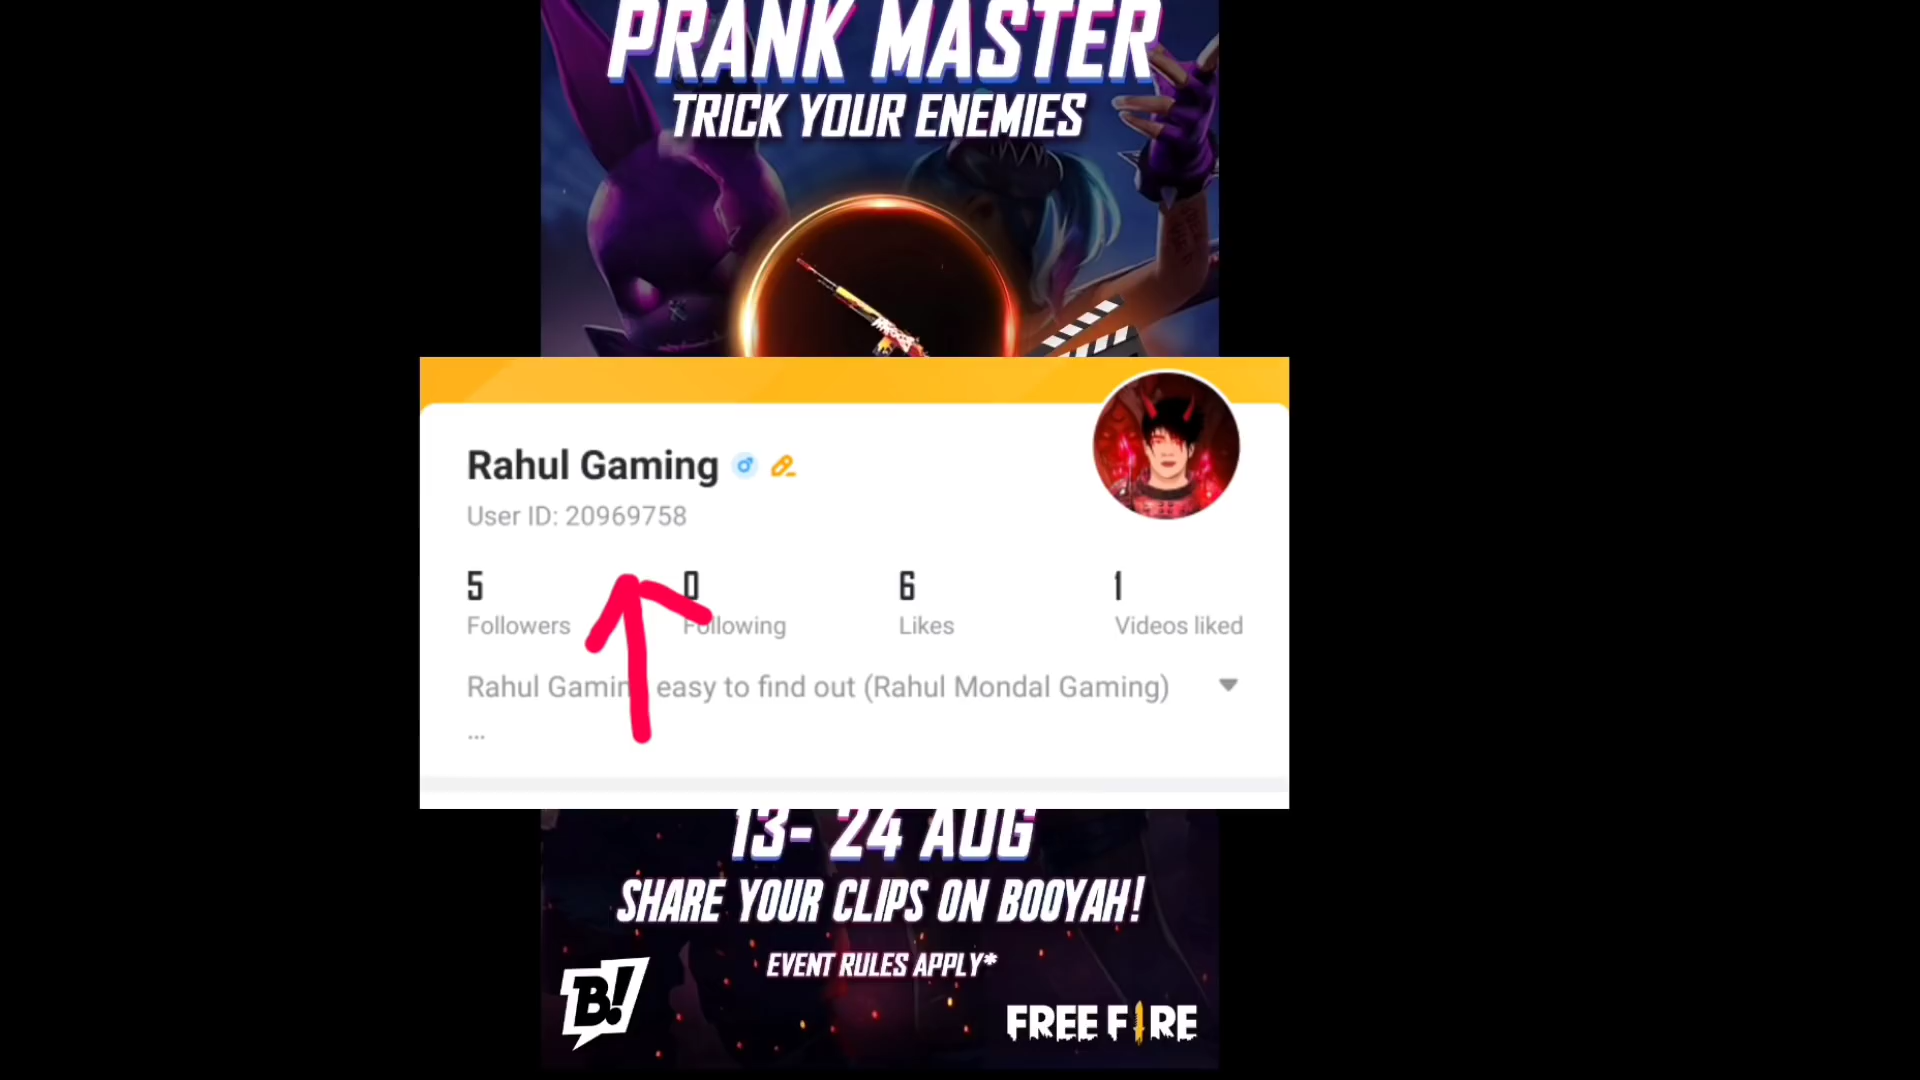 PRANK MASTER
TRICK YOUR ENEMIES
Rahul Gaming
User ID: 20969758
5 0 6 1
Followers Following Likes Videos liked
Rahul Gaming easy to find out (Rahul Mondal Gaming)
...
13- 24 AUG
SHARE YOUR CLIPS ON BOOYAH!
EVENT RULES APPLY*
B!
FREE FIRE